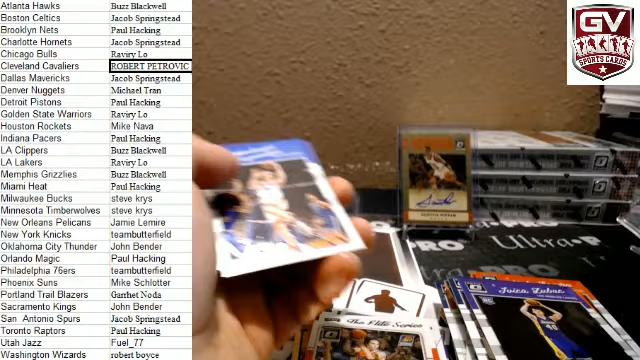 Atlanta Hawks Buzz Blackwell
Boston Celtics Jacob Springstead
Brooklyn Nets Paul Hacking
Charlotte Hornets Jacob Springstead
Chicago Bulls Raviry Lo
Cleveland Cavaliers ROBERT PETROVIC
Dallas Mavericks Jacob Springstead
Denver Nuggets Michael Tran
Detroit Pistons Paul Hacking
Golden State Warriors Raviry Lo
Houston Rockets Mike Nava
Indiana Pacers Paul Hacking
LA Clippers Buzz Blackwell
LA Lakers Raviry Lo
Memphis Grizzlies Buzz Blackwell
Miami Heat Paul Hacking
Milwaukee Bucks steve krys
Minnesota Timberwolves steve krys
New Orleans Pelicans Jamie Lemire
New York Knicks teambutterfield
Oklahoma City Thunder John Bender
Orlando Magic Paul Hacking
Philadelphia 76ers teambutterfield
Phoenix Suns Mike Schlotter
Portland Trail Blazers Garrhet Noda
Sacramento Kings John Bender
San Antonio Spurs Jacob Springstead
Toronto Raptors Paul Hacking
Utah Jazz Fuel_77
Washington Wizards robert boyce
GV
SPORTS CARDS
PRO
Ultra-P
The Elite Series
Ivica Zubac
40